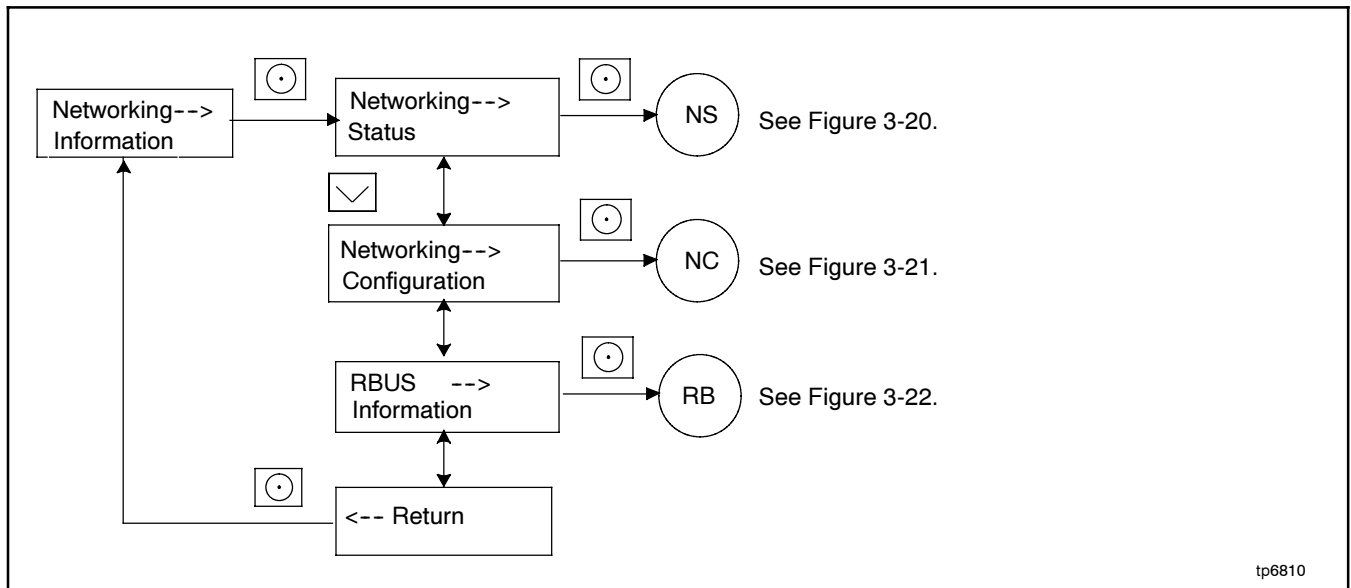 Networking-->
Information
Networking-->
Status
NS
See Figure 3-20.
Networking-->
Configuration
NC
See Figure 3-21.
RBUS -->
Information
RB
See Figure 3-22.
<-- Return
tp6810